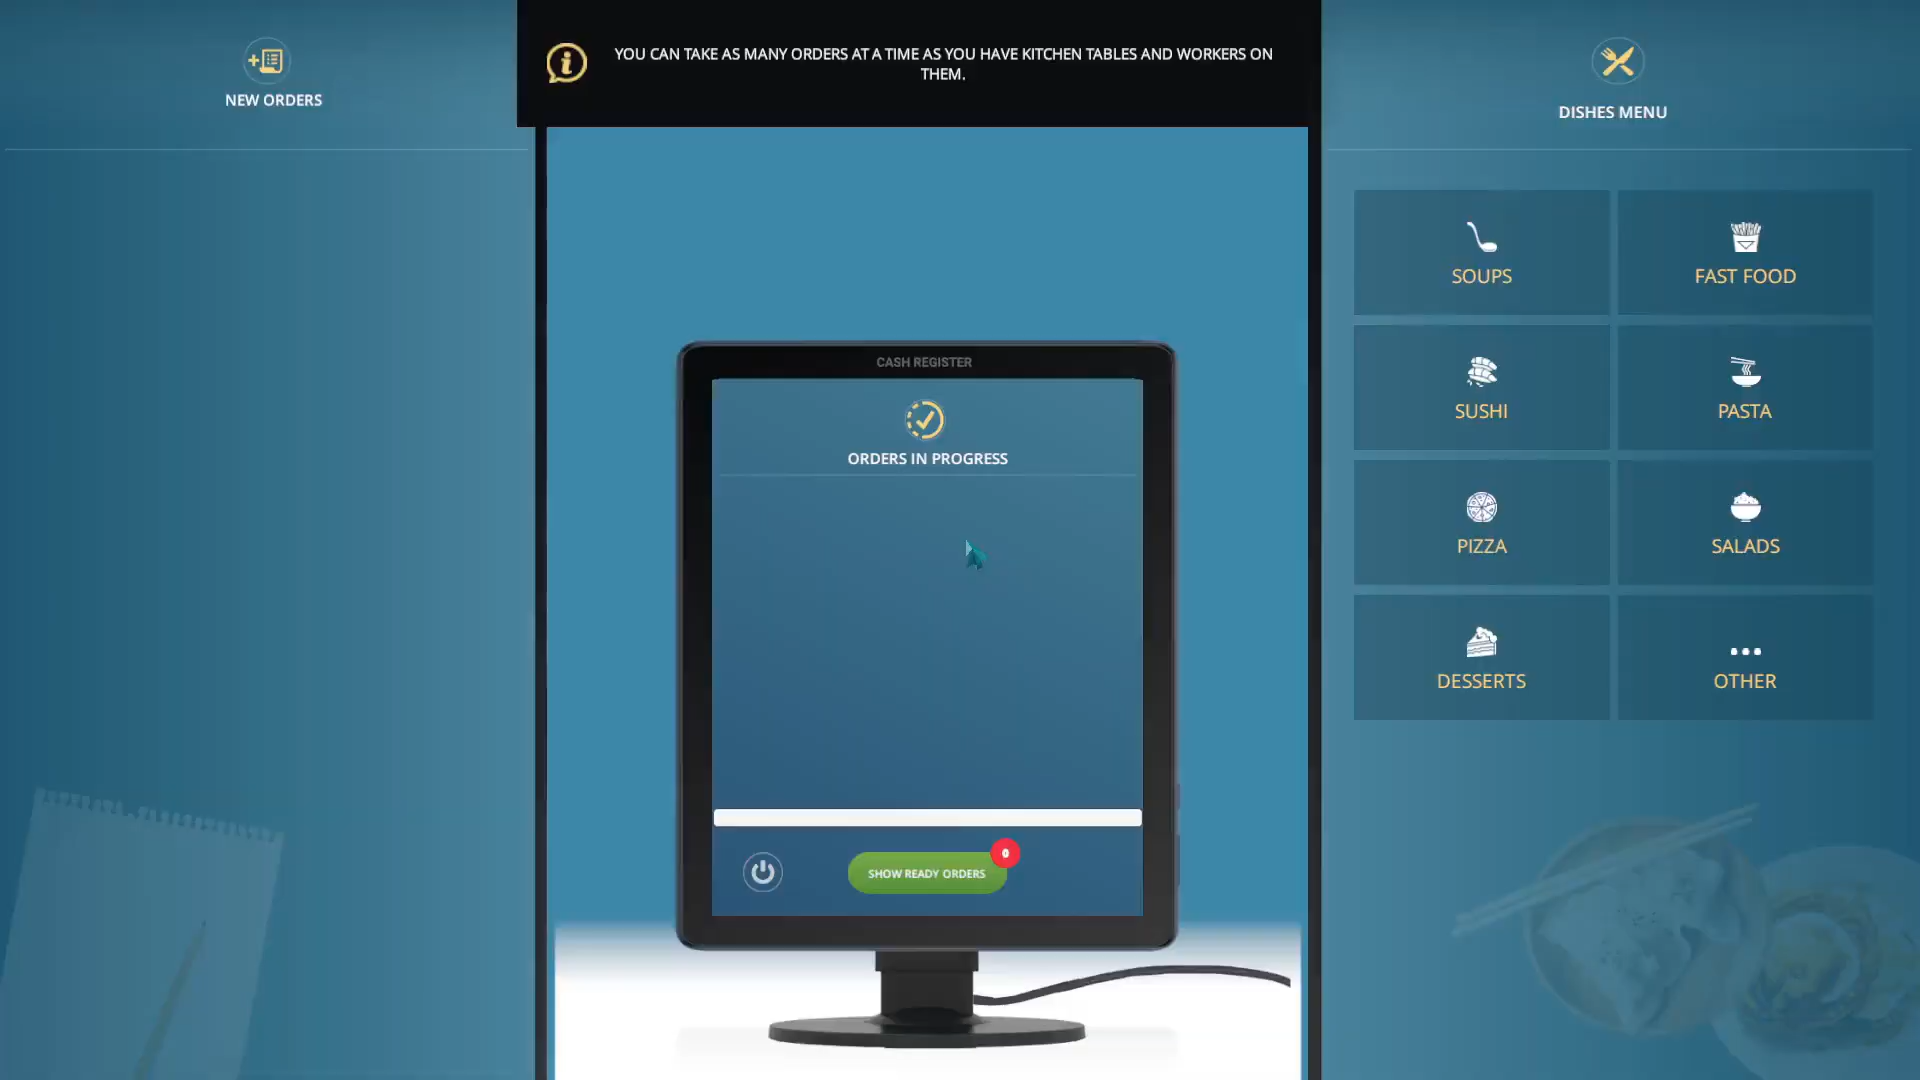 NEW ORDERS
YOU CAN TAKE AS MANY ORDERS AT A TIME AS YOU HAVE KITCHEN TABLES AND WORKERS ON
THEM.
DISHES MENU
SOUPS
FAST FOOD
SUSHI
PASTA
PIZZA
SALADS
DESSERTS
OTHER
CASH REGISTER
ORDERS IN PROGRESS
0
SHOW READY ORDERS